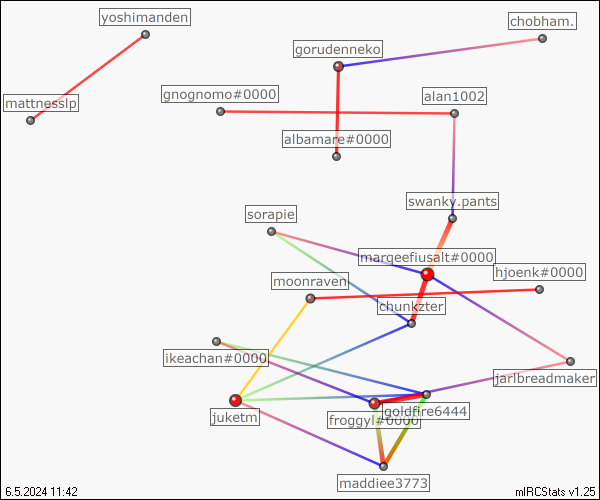 yoshimanden
chobham.
gorudenneko
gnognomo#0000
alan1002
mattnesslp
albamare#0000
swanky.pants
sorapie
marqeefiusalt#0000
hjoenk#0000
moonraven
chunkzter
ikeachan#0000
jarlbreadmaker
goldfire6444
juketm
froggyl#0000
maddiee3773
6.5.2024 11:42
mIRCStats v1.25